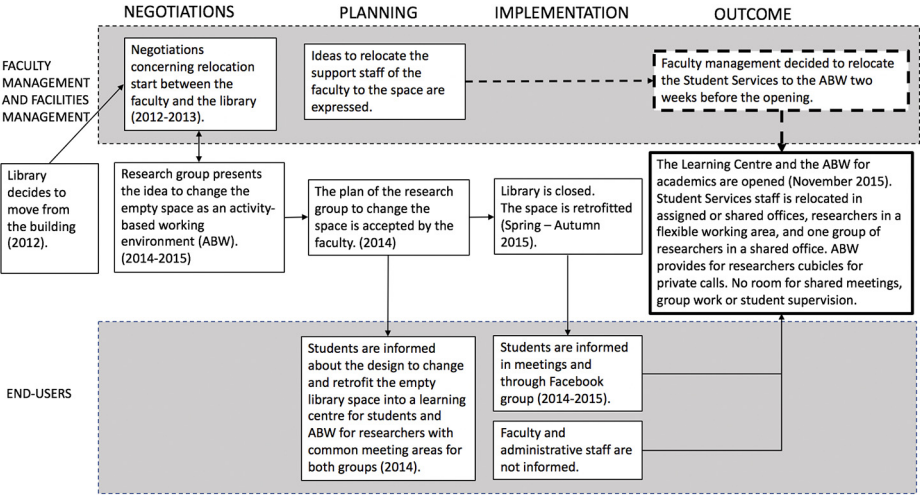 NEGOTIATIONS
PLANNING
IMPLEMENTATION
OUTCOME
FACULTY
MANAGEMENT
AND FACILITIES
MANAGEMENT
Negotiations
concerning relocation
start between the
faculty and the library
(2012-2013).
Ideas to relocate the
support staff of the
faculty to the space are
expressed.
Faculty management decided to relocate
the Student Services to the ABW two
weeks before the opening.
Library
decides to
move from
the building
(2012).
Research group presents
the idea to change the
empty space as an activity-
based working
environment (ABW).
(2014-2015)
The plan of the research
group to change the
space is accepted by the
faculty. (2014)
Library is closed.
The space is retrofitted
(Spring – Autumn
2015).
The Learning Centre and the ABW for
academics are opened (November 2015).
Student Services staff is relocated in
assigned or shared offices, researchers in a
flexible working area, and one group of
researchers in a shared office. ABW
provides for researchers cubicles for
private calls. No room for shared meetings,
group work or student supervision.
END-USERS
Students are informed
about the design to change
and retrofit the empty
library space into a learning
centre for students and
ABW for researchers with
common meeting areas for
both groups (2014).
Students are informed
in meetings and
through Facebook
group (2014-2015).
Faculty and
administrative staff are
not informed.